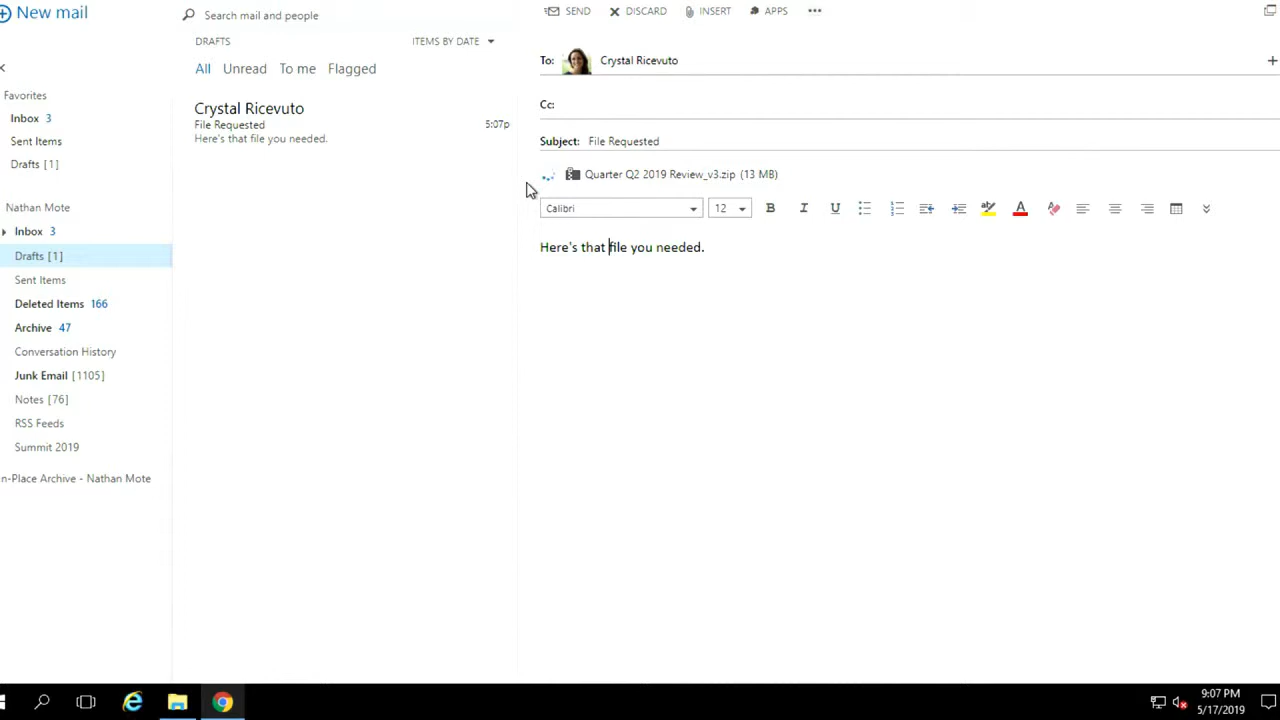 New mail
Favorites
Inbox 3
Sent Items
Drafts [1]
Nathan Mote
Inbox 3
Drafts [1]
Sent Items
Deleted Items 166
Archive 47
Conversation History
Junk Email [1105]
Notes [76]
RSS Feeds
Summit 2019
n-Place Archive - Nathan Mote
Search mail and people
DRAFTS ITEMS BY DATE
All Unread To me Flagged
Crystal Ricevuto
File Requested 5:07p
Here's that file you needed.
SEND DISCARD INSERT APPS
To: Crystal Ricevuto
Cc:
Subject: File Requested
Quarter Q2 2019 Review_v3.zip (13 MB)
Calibri 12 B I U A
Here's that file you needed.
9:07 PM
5/17/2019